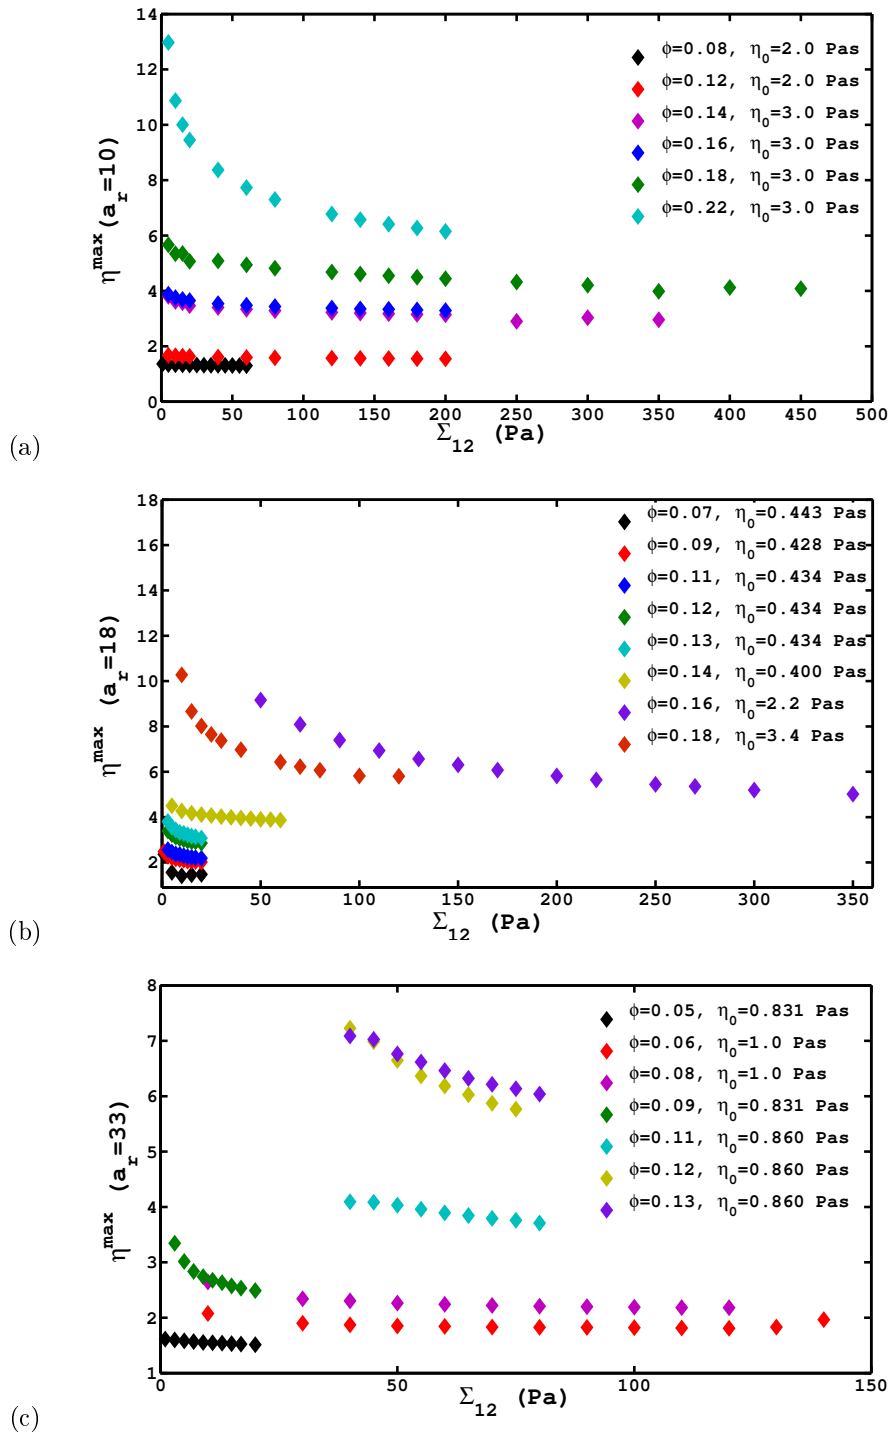 14
12
10
8
6
4
2
0
η^max(a_r=10)
ϕ=0.08, η_0=2.0 Pas
ϕ=0.12, η_0=2.0 Pas
ϕ=0.14, η_0=3.0 Pas
ϕ=0.16, η_0=3.0 Pas
ϕ=0.18, η_0=3.0 Pas
ϕ=0.22, η_0=3.0 Pas
0 50 100 150 200 250 300 350 400 450 500
Σ_12 (Pa)
(a)
18
16
14
12
10
8
6
4
2
η^max (a_r=18)
ϕ=0.07, η_0=0.443 Pas
ϕ=0.09, η_0=0.428 Pas
ϕ=0.11, η_0=0.434 Pas
ϕ=0.12, η_0=0.434 Pas
ϕ=0.13, η_0=0.434 Pas
ϕ=0.14, η_0=0.400 Pas
ϕ=0.16, η_0=2.2 Pas
ϕ=0.18, η_0=3.4 Pas
0 50 100 150 200 250 300 350
Σ_12 (Pa)
(b)
8
7
6
5
4
3
2
1
η^max (a_r=33)
ϕ=0.05, η_0=0.831 Pas
ϕ=0.06, η_0=1.0 Pas
ϕ=0.08, η_0=1.0 Pas
ϕ=0.09, η_0=0.831 Pas
ϕ=0.11, η_0=0.860 Pas
ϕ=0.12, η_0=0.860 Pas
ϕ=0.13, η_0=0.860 Pas
0 50 100 150
Σ_12 (Pa)
(c)